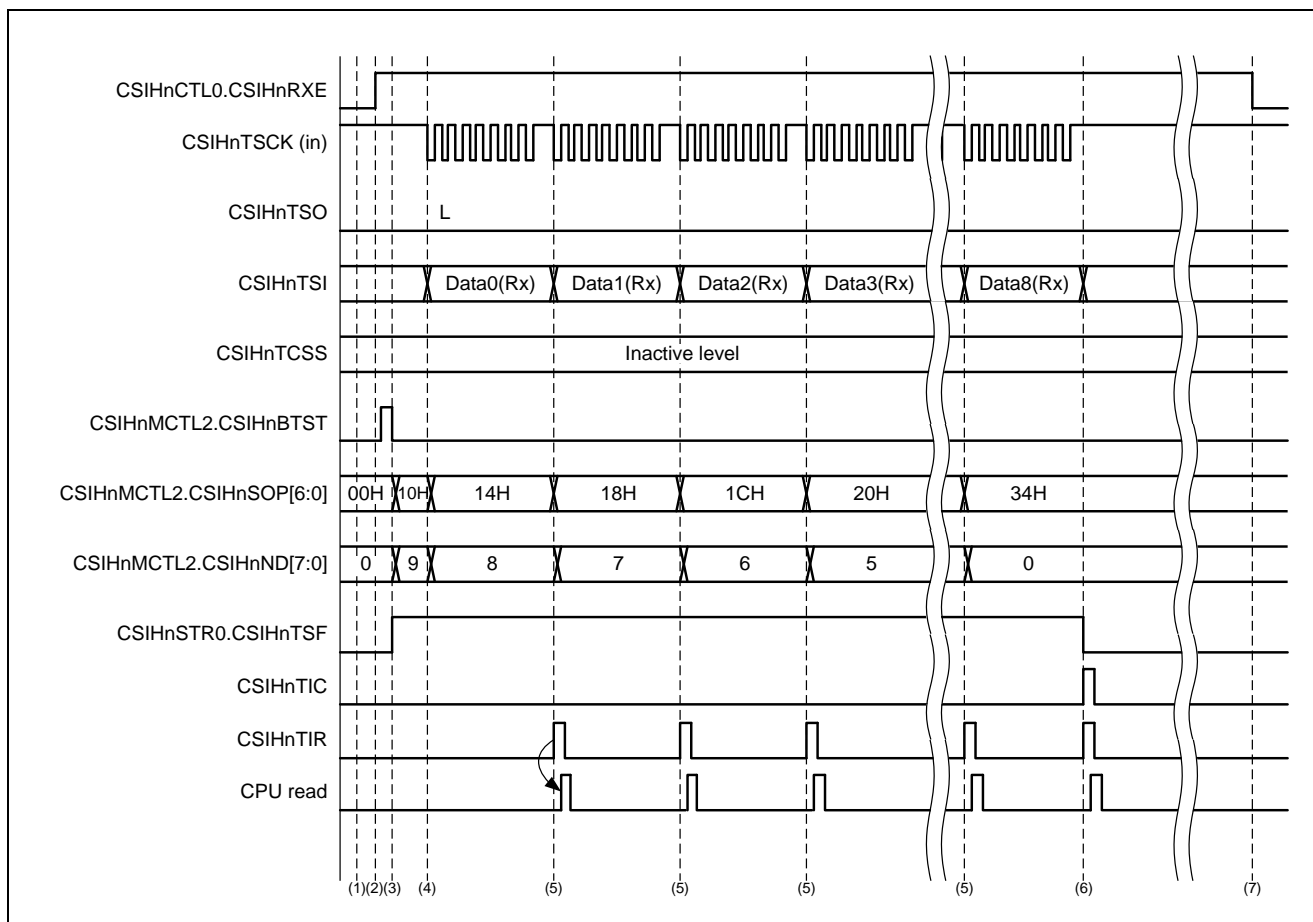 CSIHnCTL0.CSIHnRXE
CSIHnTSCK (in)
CSIHnTSO L
CSIHnTSI Data0(Rx) Data1(Rx) Data2(Rx) Data3(Rx) Data8(Rx)
CSIHnTCSS Inactive level
CSIHnMCTL2.CSIHnBTST
CSIHnMCTL2.CSIHnSOP[6:0] 00H 10H 14H 18H 1CH 20H 34H
CSIHnMCTL2.CSIHnND[7:0] 0 9 8 7 6 5 0
CSIHnSTR0.CSIHnTSF
CSIHnTIC
CSIHnTIR
CPU read
(1)(2)(3) (4) (5) (5) (5) (5) (6) (7)